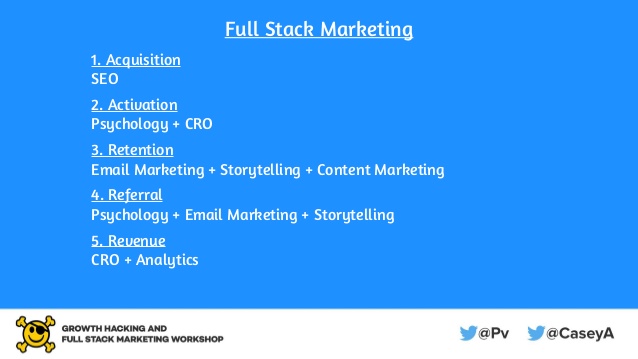 Full Stack Marketing
1. Acquisition
SEO
2. Activation
Psychology + CRO
3. Retention
Email Marketing + Storytelling + Content Marketing
4. Referral
Psychology + Email Marketing + Storytelling
5. Revenue
CRO + Analytics
GROWTH HACKING AND
FULL STACK MARKETING WORKSHOP
@Pv
@CaseyA